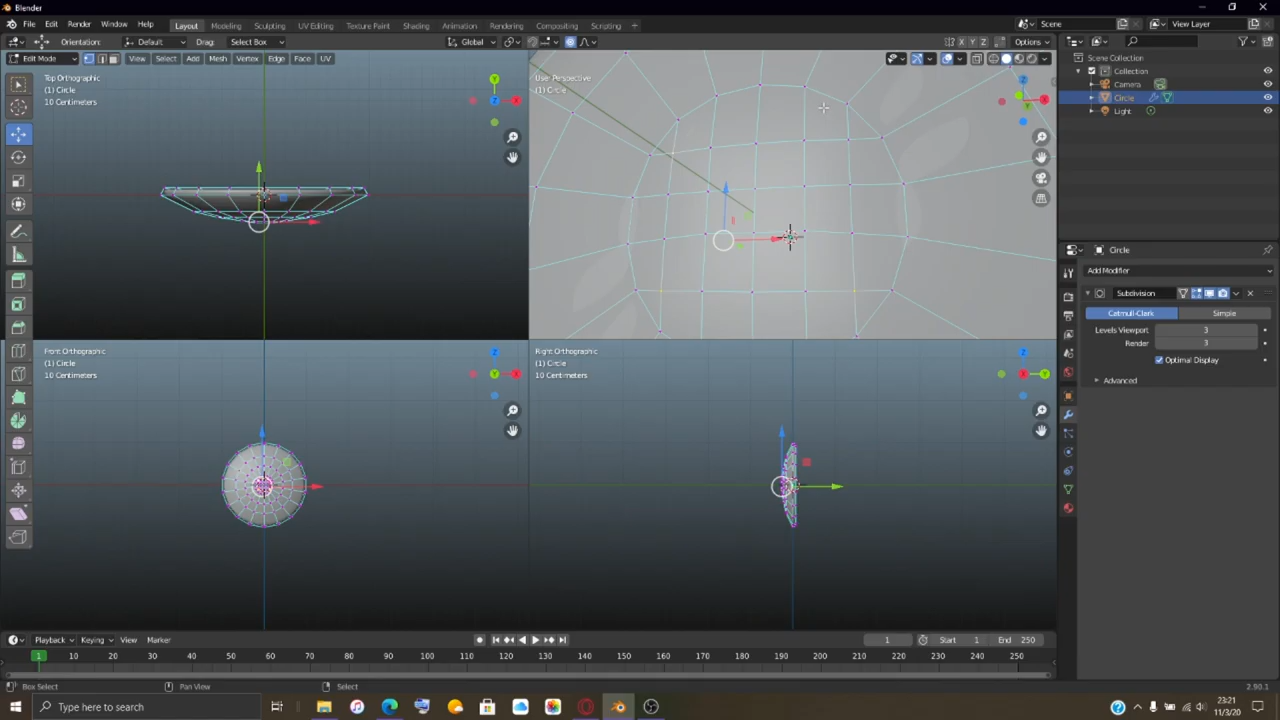 Blender
File Edit Render Window Help Layout Modeling Sculpting UV Editing Texture Paint Shading Animation Rendering Compositing Scripting + Scene View Layer
Orientation: Default Drag: Select Box Global X Y Z Options
Edit Mode View Select Add Mesh Vertex Edge Face UV
Top Orthographic
(1) Circle
10 Centimeters
User Perspective
(1) Circle
Front Orthographic
(1) Circle
10 Centimeters
Right Orthographic
(1) Circle
10 Centimeters
Scene Collection
Collection
Camera
Circle
Light
Circle
Add Modifier
Subdivision
Catmull-Clark Simple
Levels Viewport 3
Render 3
Optimal Display
Advanced
Playback Keying View Marker 1 Start 1 End 250
1 10 20 30 40 50 60 70 80 90 100 110 120 130 140 150 160 170 180 190 200 210 220 230 240 250
Box Select Pan View Select 2.90.1
Type here to search
23:21
11/3/20